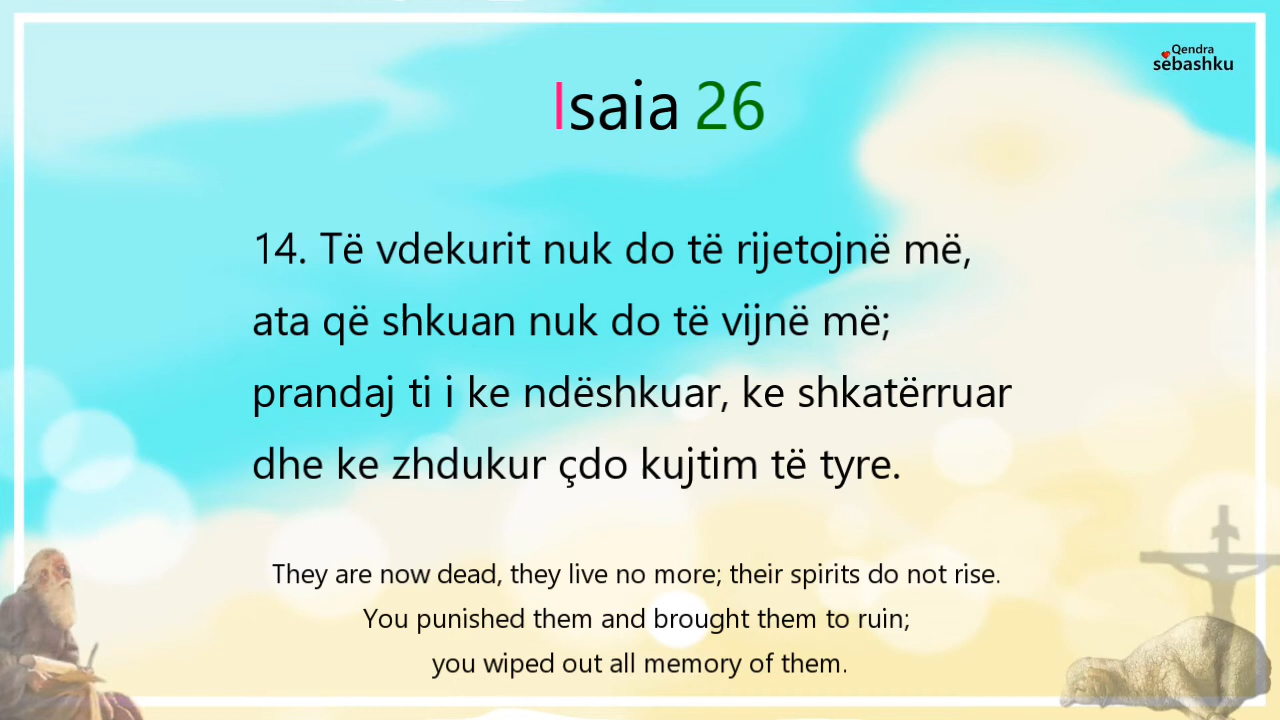 Qendra
sëbashku
Isaia 26
14. Të vdekurit nuk do të rijetojnë më,
ata që shkuan nuk do të vijnë më;
prandaj ti i ke ndëshkuar, ke shkatërruar
dhe ke zhdukur çdo kujtim të tyre.
They are now dead, they live no more; their spirits do not rise.
You punished them and brought them to ruin;
you wiped out all memory of them.